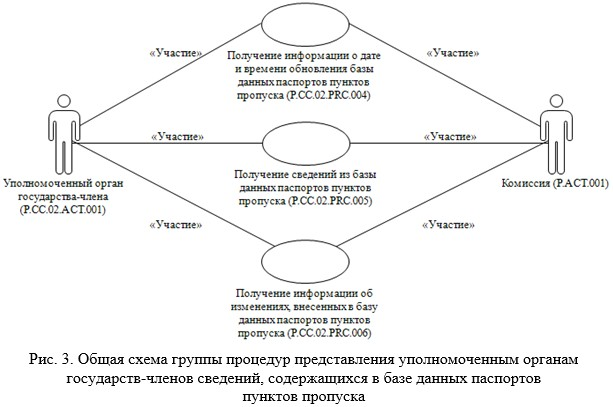 «Участие»
«Участие»
Получение информации о дате
и времени обновления базы
данных паспортов пунктов
пропуска (P.CC.02.PRC.004)
«Участие»
«Участие»
Уполномоченный орган
государства-члена
(P.CC.02.ACT.001)
Получение сведений из базы
данных паспортов пунктов
пропуска (P.CC.02.PRC.005)
Комиссия (P.ACT.001)
«Участие»
«Участие»
Получение информации об
изменениях, внесенных в базу
данных паспортов пунктов
пропуска (P.CC.02.PRC.006)
Рис. 3. Общая схема группы процедур представления уполномоченным органам
государств-членов сведений, содержащихся в базе данных паспортов
пунктов пропуска